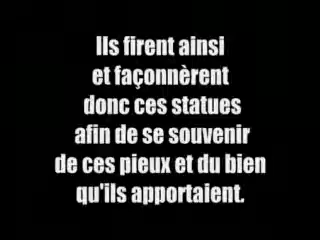 Ils firent ainsi
et façonnèrent
donc ces statues
afin de se souvenir
de ces pieux et du bien
qu'ils apportaient.